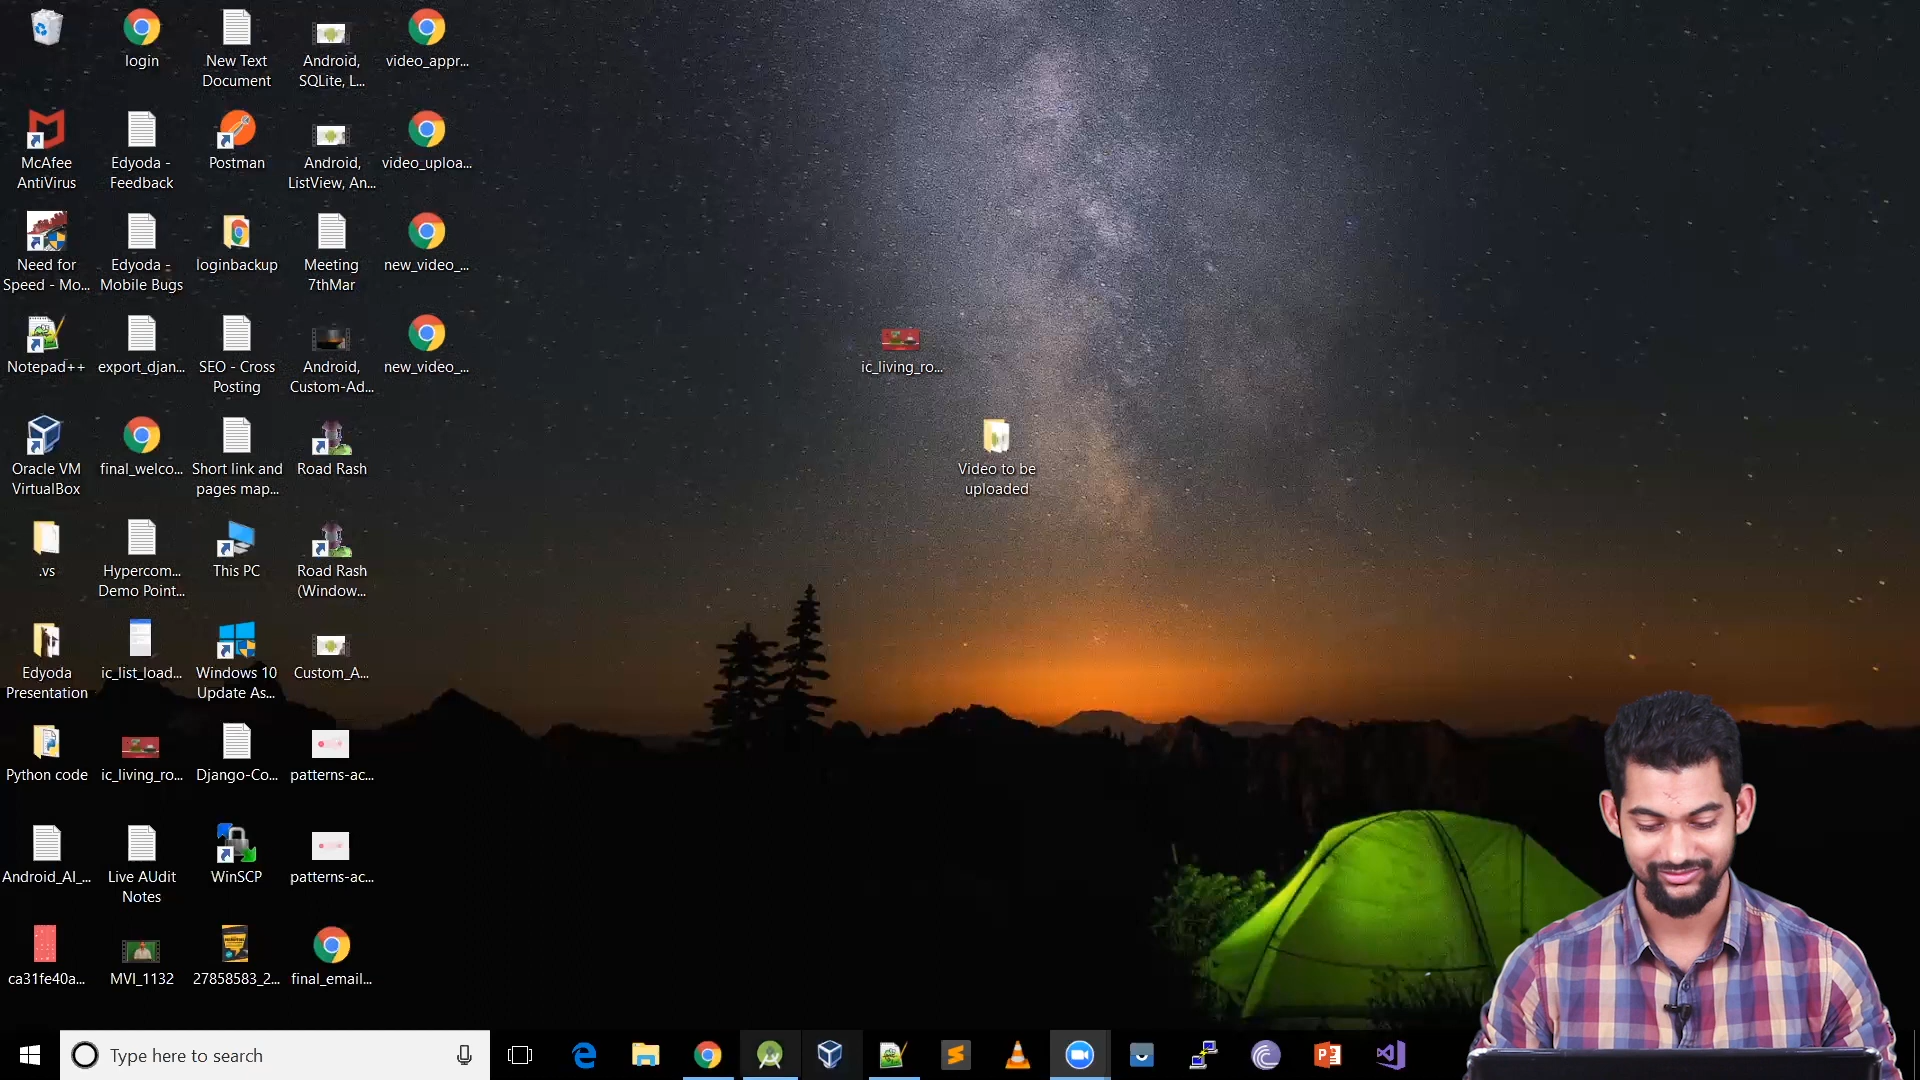 login
New Text
Document
Android,
SQLite, L...
video_appr...
McAfee
AntiVirus
Edyoda -
Feedback
Postman
Android,
ListView, An...
video_uploa...
Need for
Speed - Mo...
Edyoda -
Mobile Bugs
loginbackup
Meeting
7thMar
new_video_...
ic_living_ro...
Notepad++
export_djan...
SEO - Cross
Posting
Android,
Custom-Ad...
new_video_...
Oracle VM
VirtualBox
final_welco...
Short link and
pages map...
Road Rash
Video to be
uploaded
.vs
Hypercom...
Demo Point...
This PC
Road Rash
(Window...
Edyoda
Presentation
ic_list_load...
Windows 10
Update As...
Custom_A...
Python code
ic_living_ro...
Django-Co...
patterns-ac...
Android_AI_...
Live AUdit
Notes
WinSCP
patterns-ac...
ca31fe40a...
MVI_1132
27858583_2...
final_email...
Type here to search